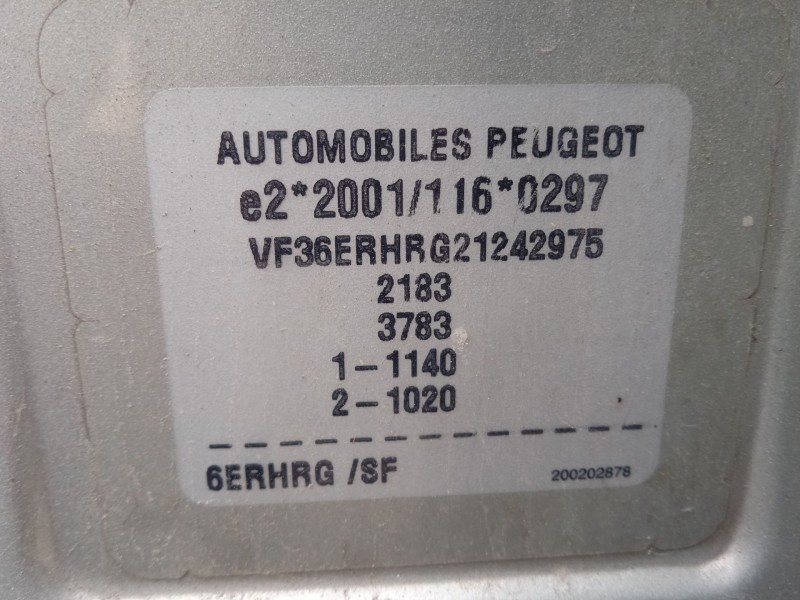 AUTOMOBILES PEUGEOT
e2*2001/116*0297
VF36ERHRG21242975
2183
3783
1-1140
2-1020
6ERHRG /SF
200202878